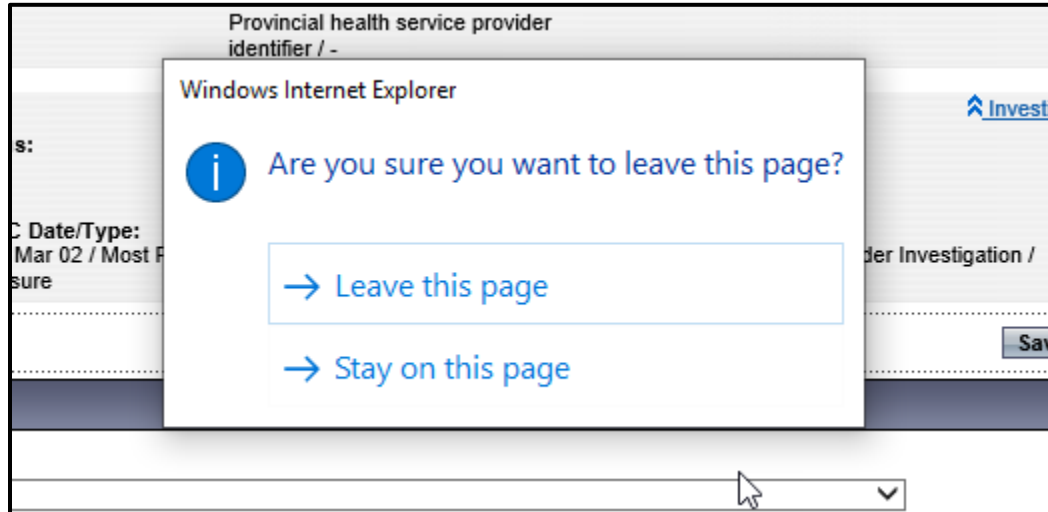 Provincial health service provider
identifier / -
Windows Internet Explorer
Invest
s:
Are you sure you want to leave this page?
C Date/Type:
Mar 02 / Most
der Investigation /
sure
Leave this page
Sav
Stay on this page